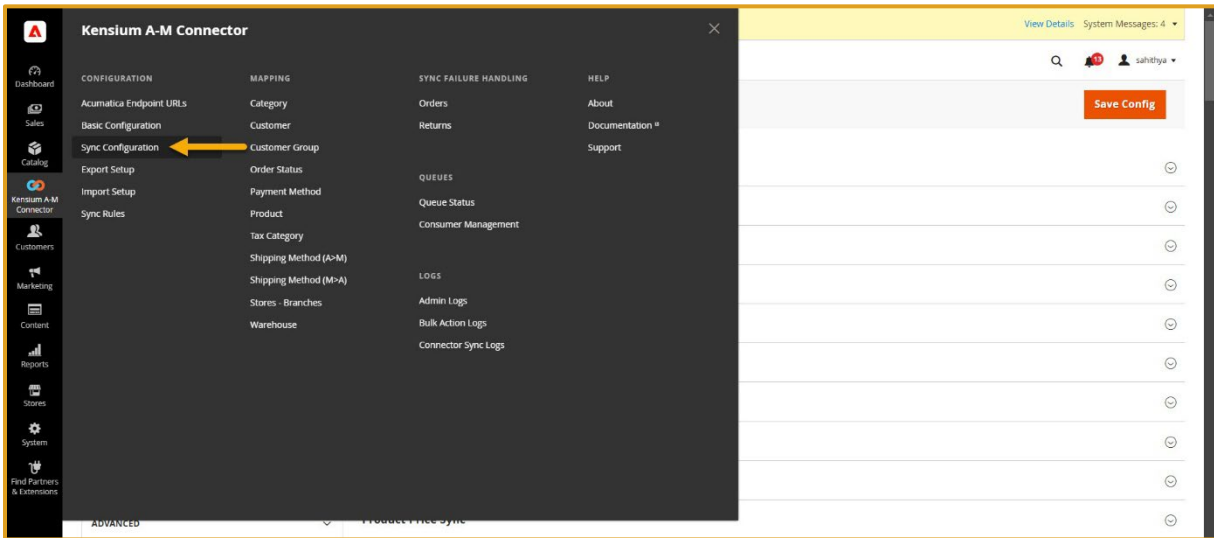 Kensium A-M Connector
View Details System Messages: 4
13
sahithya
Save Config
Dashboard
Sales
Catalog
Kensium A-M
Connector
Customers
Marketing
Content
Reports
Stores
System
Find Partners
& Extensions
CONFIGURATION
Acumatica Endpoint URLs
Basic Configuration
Sync Configuration
Export Setup
Import Setup
Sync Rules
MAPPING
Category
Customer
Customer Group
Order Status
Payment Method
Product
Tax Category
Shipping Method (A>M)
Shipping Method (M>A)
Stores - Branches
Warehouse
SYNC FAILURE HANDLING
Orders
Returns
QUEUES
Queue Status
Consumer Management
LOGS
Admin Logs
Bulk Action Logs
Connector Sync Logs
HELP
About
Documentation
Support
ADVANCED
Product Price Sync